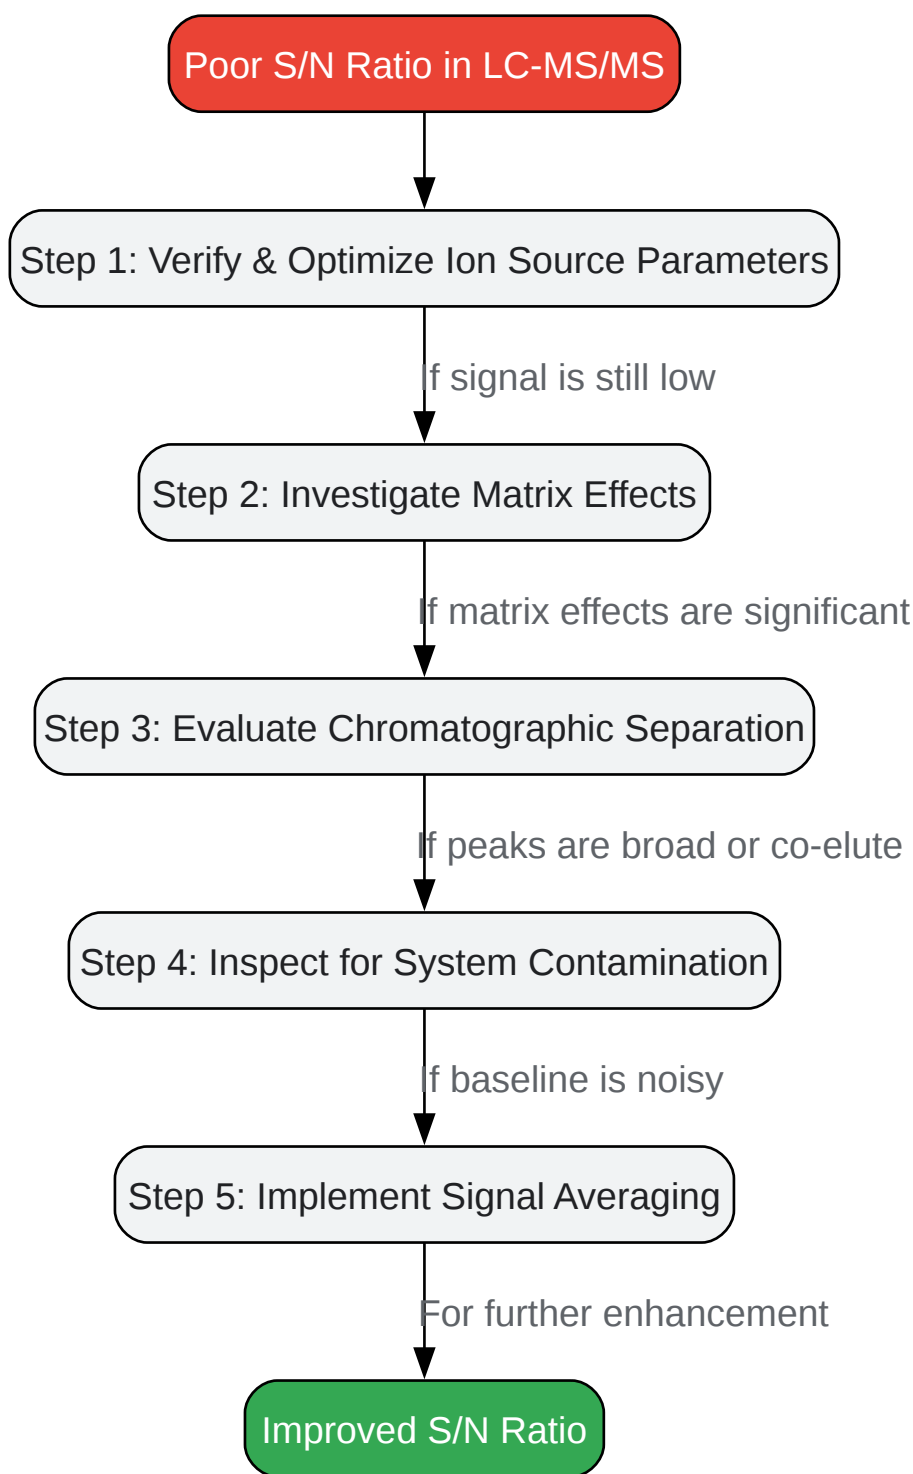 Poor S/N Ratio in LC-MS/MS
Step 1: Verify & Optimize Ion Source Parameters
If signal is still low
Step 2: Investigate Matrix Effects
If matrix effects are significant
Step 3: Evaluate Chromatographic Separation
If peaks are broad or co-elute
Step 4: Inspect for System Contamination
If baseline is noisy
Step 5: Implement Signal Averaging
For further enhancement
Improved S/N Ratio